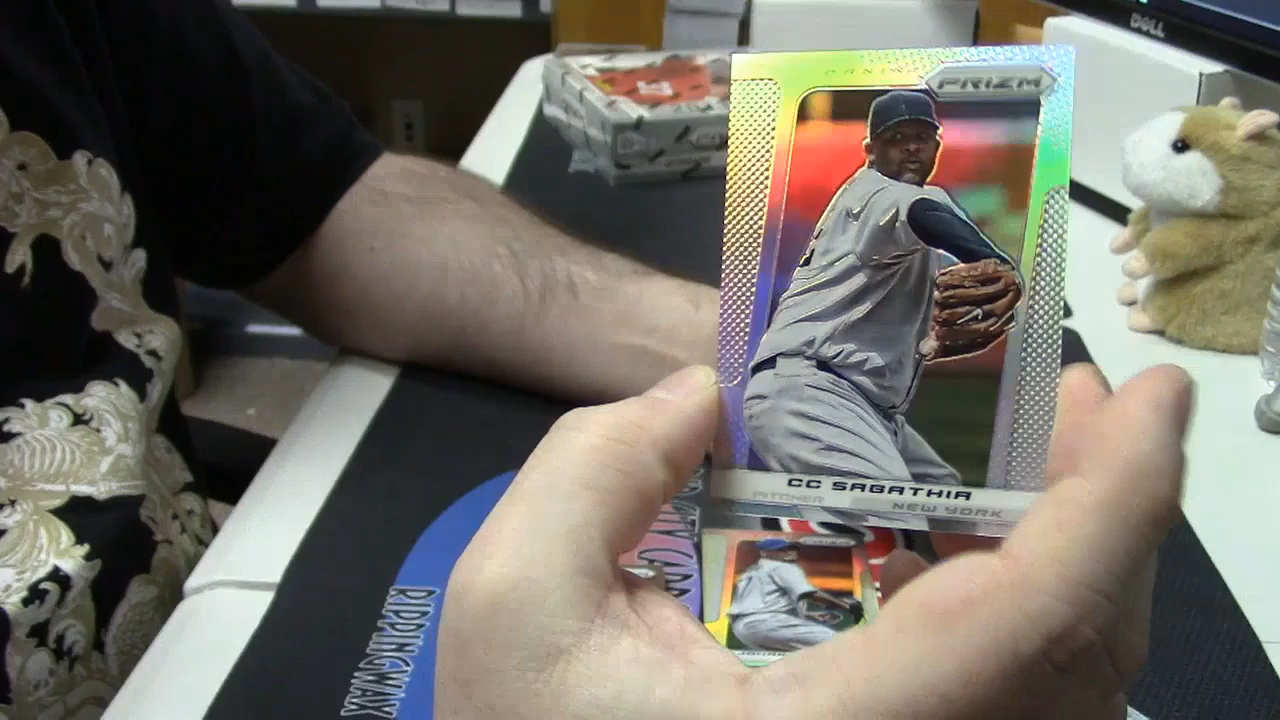 DELL
PANINI
PRIZM
CC SABATHIA
PITCHER
NEW YORK
RIPPINGWAX